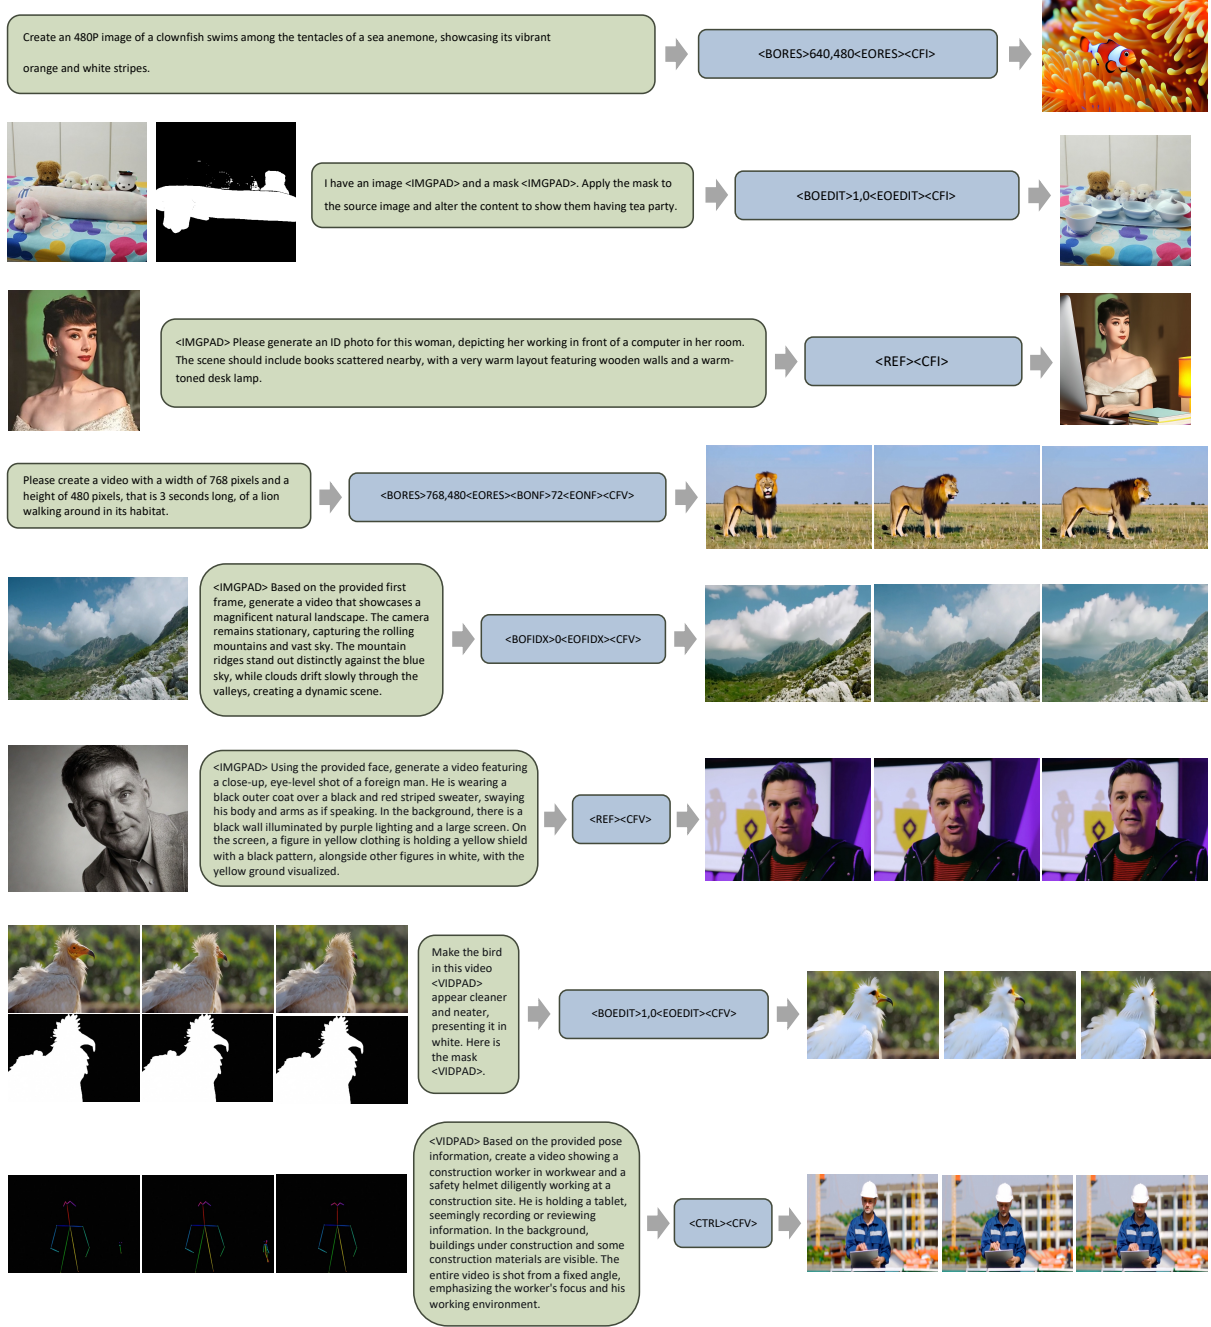 Create an 480P image of a clownfish swims among the tentacles of a sea anemone, showcasing its vibrant
orange and white stripes.
<BORES>640,480<EORES><CFI>
I have an image <IMGPAD> and a mask <IMGPAD>. Apply the mask to
the source image and alter the content to show them having tea party.
<BOEDIT>1,0<EOEDIT><CFI>
<IMGPAD> Please generate an ID photo for this woman, depicting her working in front of a computer in her room.
The scene should include books scattered nearby, with a very warm layout featuring wooden walls and a warm-
toned desk lamp.
<REF><CFI>
Please create a video with a width of 768 pixels and a
height of 480 pixels, that is 3 seconds long, of a lion
walking around in its habitat.
<BORES>768,480<EORES><BONF>72<EONF><CFV>
<IMGPAD> Based on the provided first
frame, generate a video that showcases a
magnificent natural landscape. The camera
remains stationary, capturing the rolling
mountains and vast sky. The mountain
ridges stand out distinctly against the blue
sky, while clouds drift slowly through the
valleys, creating a dynamic scene.
<BOFIDX>0<EOFIDX><CFV>
<IMGPAD> Using the provided face, generate a video featuring
a close-up, eye-level shot of a foreign man. He is wearing a
black outer coat over a black and red striped sweater, swaying
his body and arms as if speaking. In the background, there is a
black wall illuminated by purple lighting and a large screen. On
the screen, a figure in yellow clothing is holding a yellow shield
with a black pattern, alongside other figures in white, with the
yellow ground visualized.
<REF><CFV>
Make the bird
in this video
<VIDPAD>
appear cleaner
and neater,
presenting it in
white. Here is
the mask
<VIDPAD>.
<BOEDIT>1,0<EOEDIT><CFV>
<VIDPAD> Based on the provided pose
information, create a video showing a
construction worker in workwear and a
safety helmet diligently working at a
construction site. He is holding a tablet,
seemingly recording or reviewing
information. In the background,
buildings under construction and some
construction materials are visible. The
entire video is shot from a fixed angle,
emphasizing the worker's focus and his
working environment.
<CTRL><CFV>